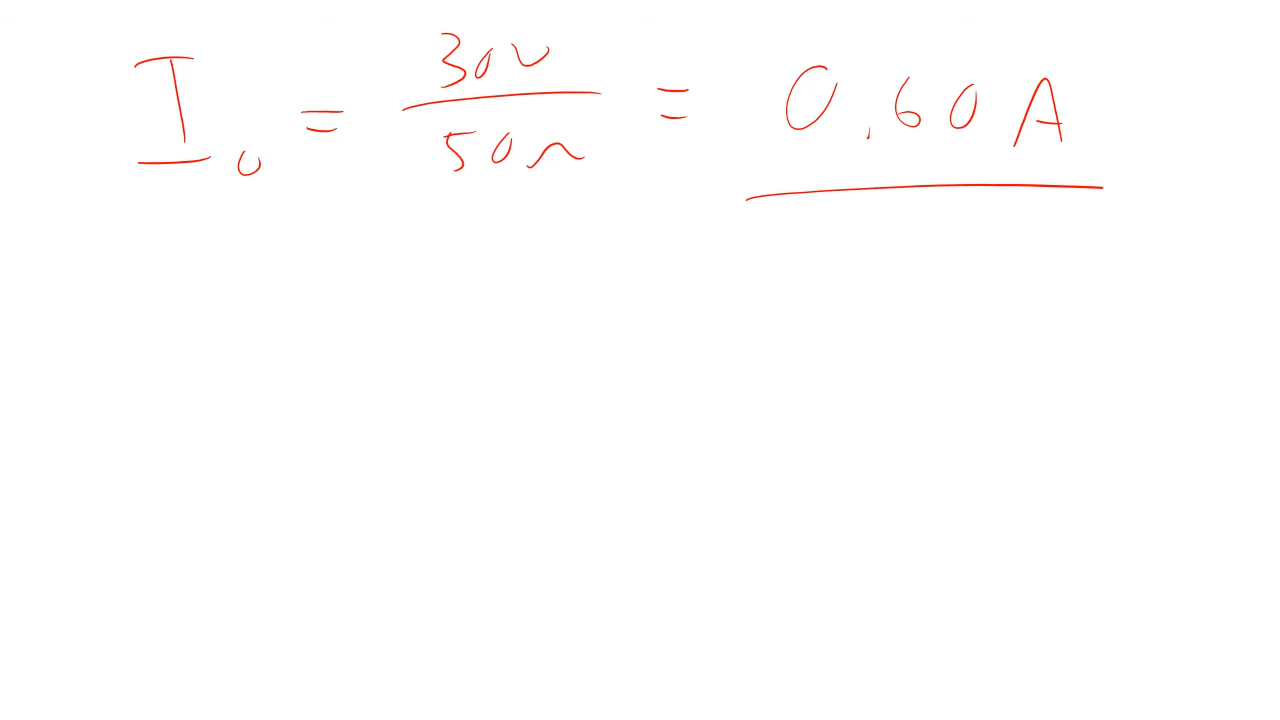 I₀ = 30V / 50Ω = 0.60 A